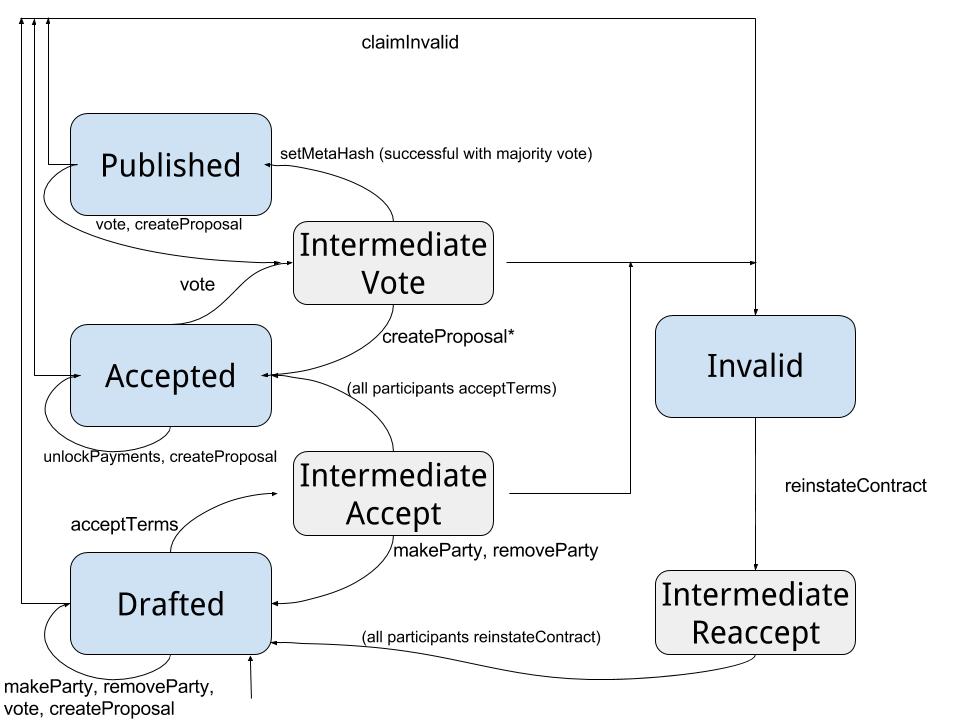 claimInvalid
Published
setMetaHash (successful with majority vote)
vote, createProposal
Intermediate
Vote
vote
createProposal*
Accepted
Invalid
(all participants acceptTerms)
unlockPayments, createProposal
Intermediate
Accept
reinstateContract
acceptTerms
makeParty, removeParty
Drafted
Intermediate
Reaccept
(all participants reinstateContract)
makeParty, removeParty,
vote, createProposal